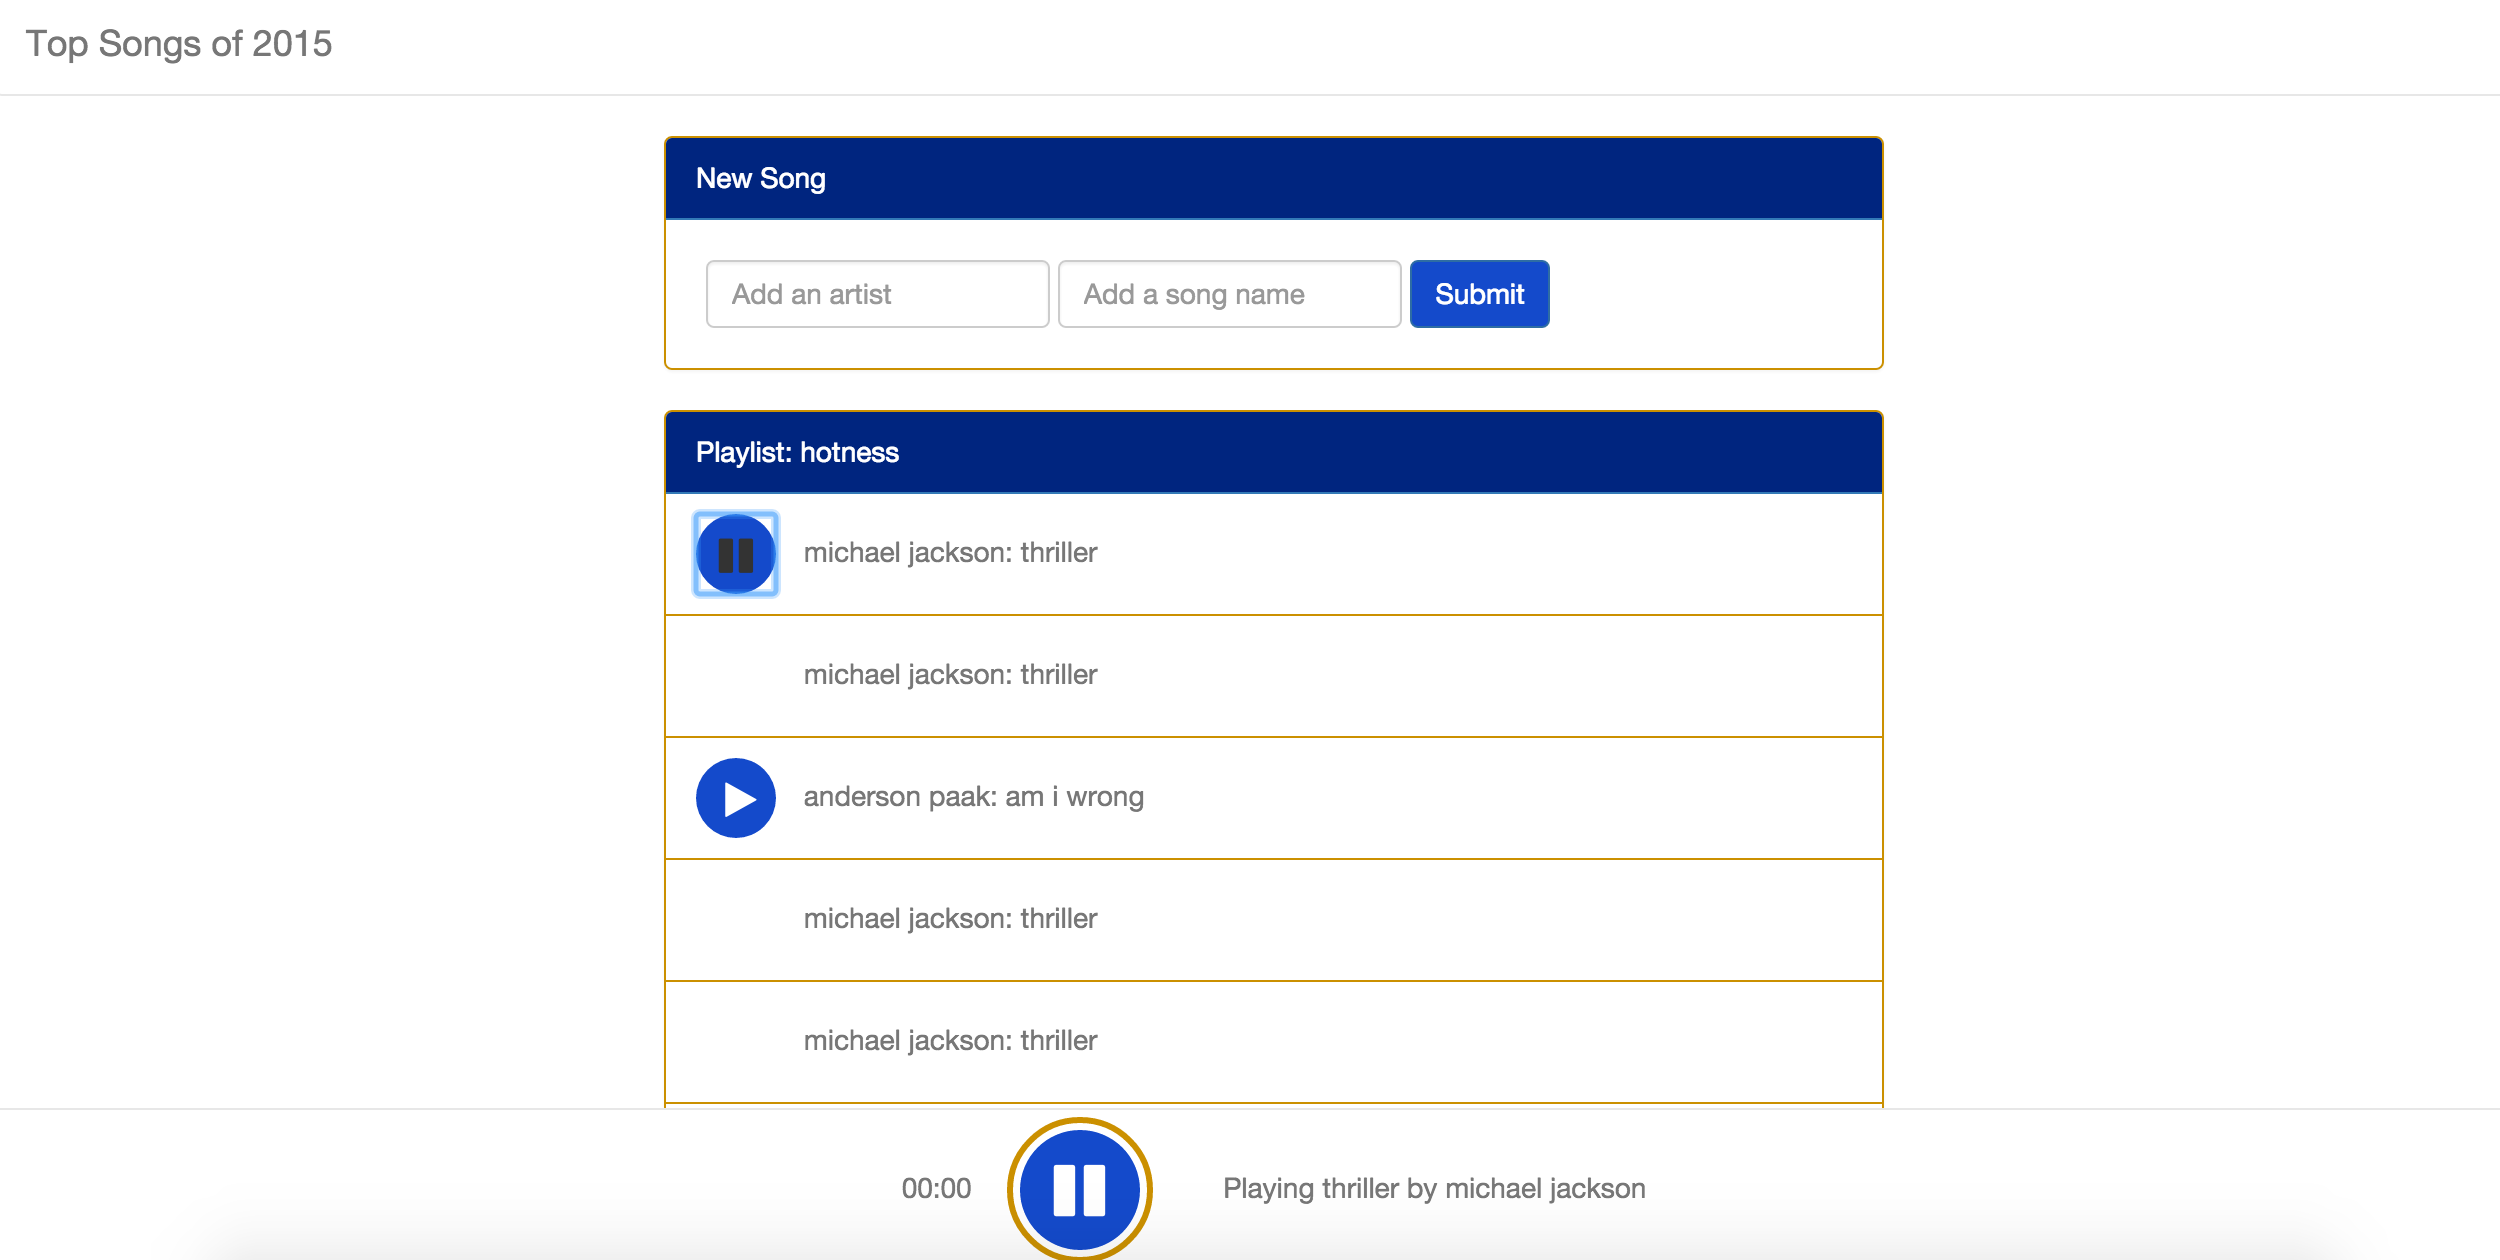 Top Songs of 2015
New Song
Add an artist Add a song name Submit
Playlist: hotness
michael jackson: thriller
michael jackson: thriller
anderson paak: am i wrong
michael jackson: thriller
michael jackson: thriller
00:00 Playing thriller by michael jackson